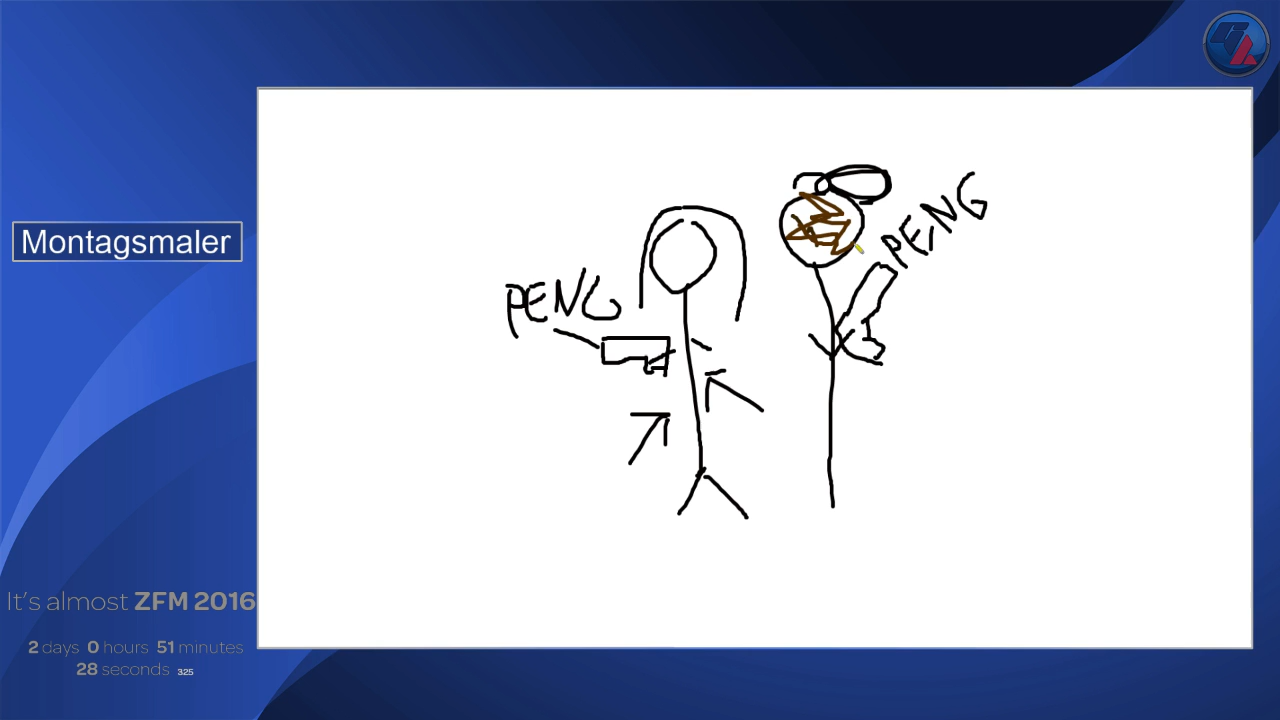 Montagsmaler
PENG
PENG
It's almost ZFM 2016
2 days 0 hours 51 minutes
28 seconds 325